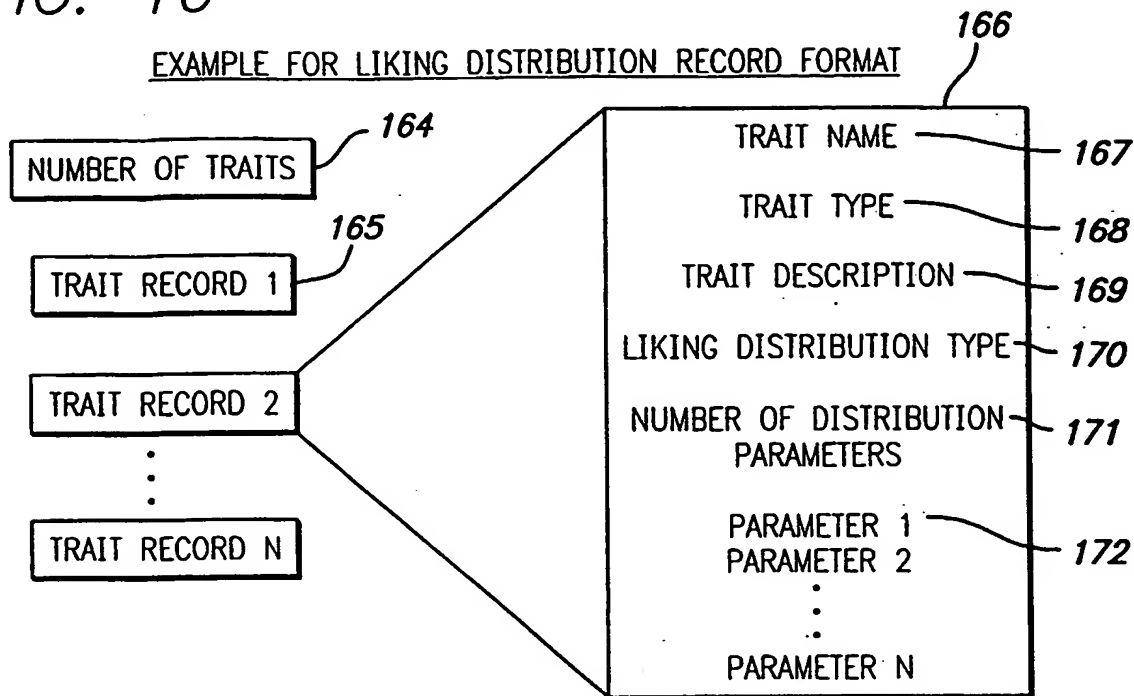 EXAMPLE FOR LIKING DISTRIBUTION RECORD FORMAT
166
NUMBER OF TRAITS
164
TRAIT RECORD 1
165
TRAIT RECORD 2
TRAIT RECORD N
TRAIT NAME
167
TRAIT TYPE
168
TRAIT DESCRIPTION
169
LIKING DISTRIBUTION TYPE
170
NUMBER OF DISTRIBUTION
PARAMETERS
171
PARAMETER 1
172
PARAMETER 2
PARAMETER N